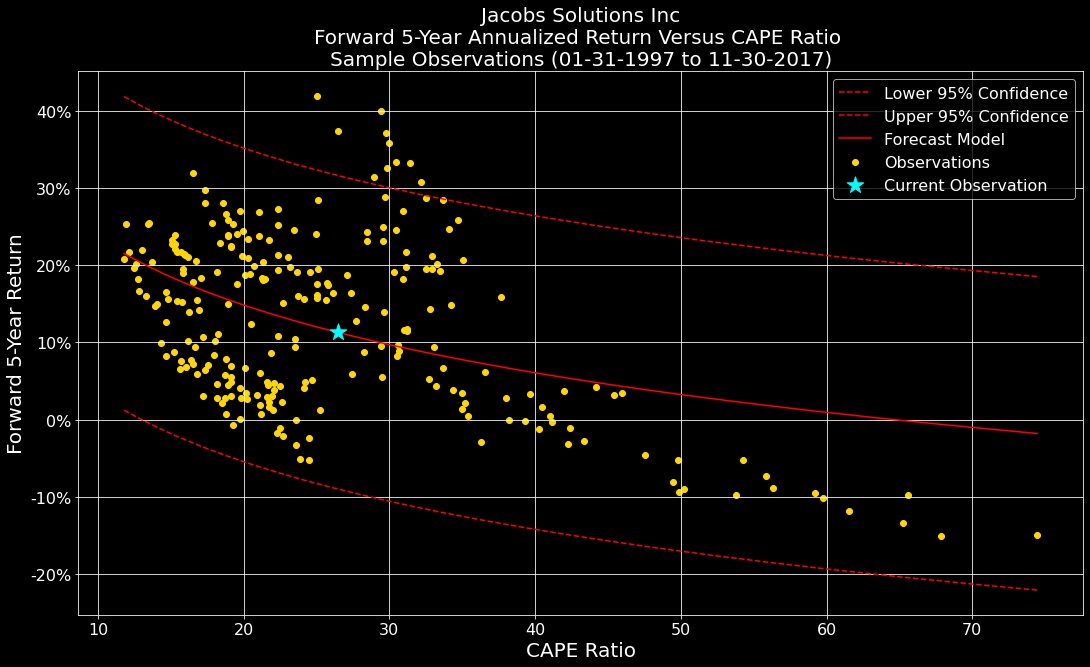 Jacobs Solutions Inc
Forward 5-Year Annualized Return Versus CAPE Ratio
Sample Observations (01-31-1997 to 11-30-2017)
Lower 95% Confidence
Upper 95% Confidence
Forecast Model
Observations
Current Observation
Forward 5-Year Return
40%
30%
20%
10%
0%
-10%
-20%
10 20 30 40 50 60 70
CAPE Ratio